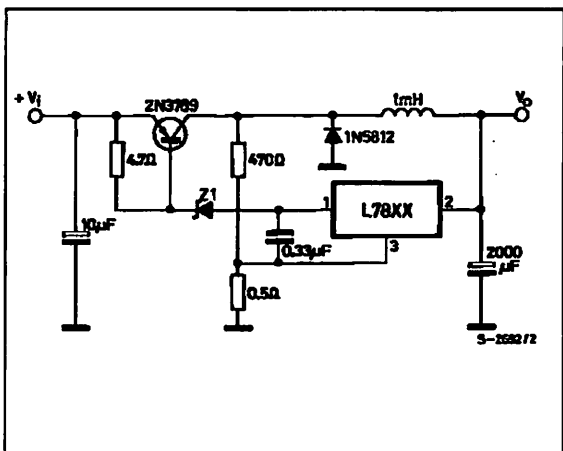 + Vi
2N3789
1mH
Vo
4.7Ω
470Ω
1N5812
Z1
1
L78XX
2
10µF
0.33µF
3
2000
µF
0.5Ω
S-2692/2